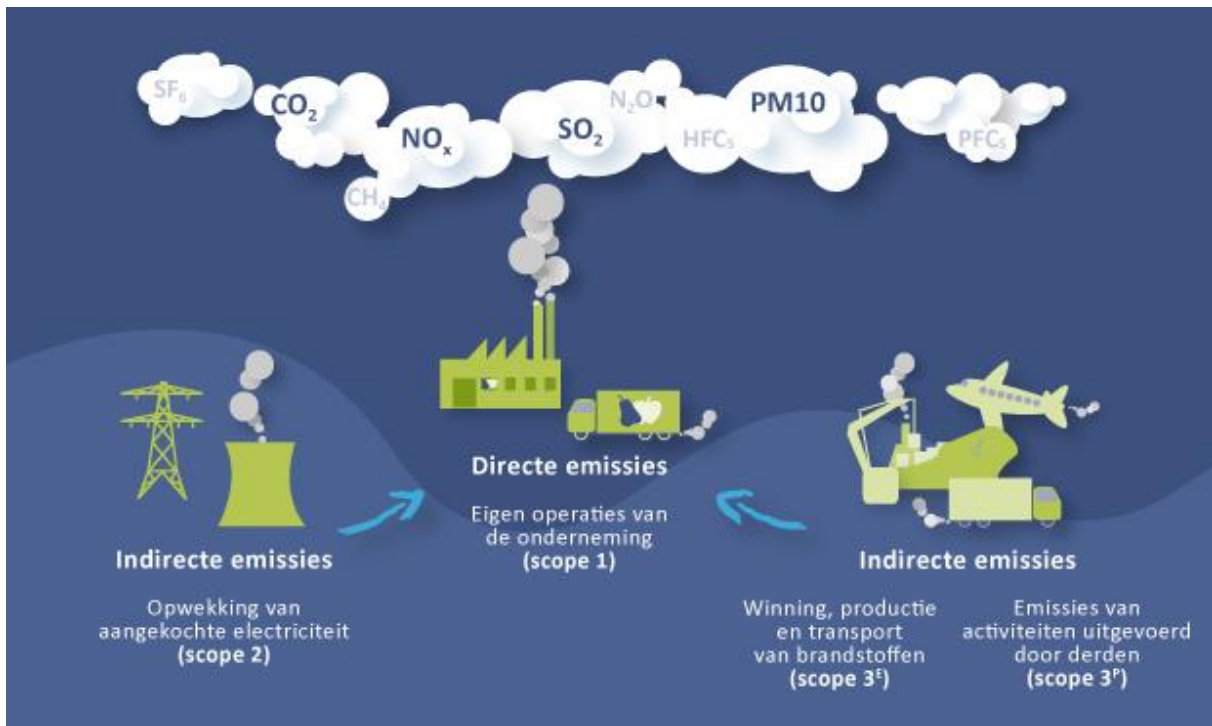 SF₆
CO₂
NOₓ
CH₄
SO₂
N₂O
HFCs
PM10
PFCs
Directe emissies
Eigen operaties van
de onderneming
(scope 1)
Indirecte emissies
Opwekking van
aangekochte electriciteit
(scope 2)
Indirecte emissies
Winning, productie
en transport
van brandstoffen
(scope 3ᴱ)
Emissies van
activiteiten uitgevoerd
door derden
(scope 3ᴾ)